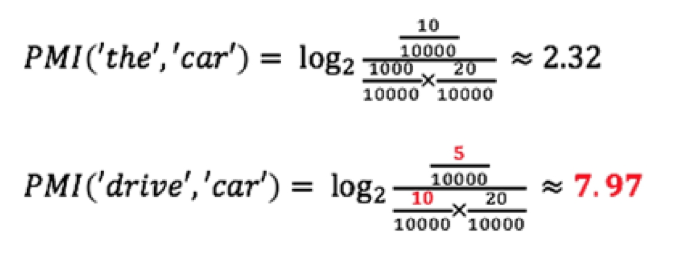 PMI('the','car') = log₂ (10/10000) / (1000/10000 × 20/10000) ≈ 2.32
PMI('drive','car') = log₂ (5/10000) / (10/10000 × 20/10000) ≈ 7.97